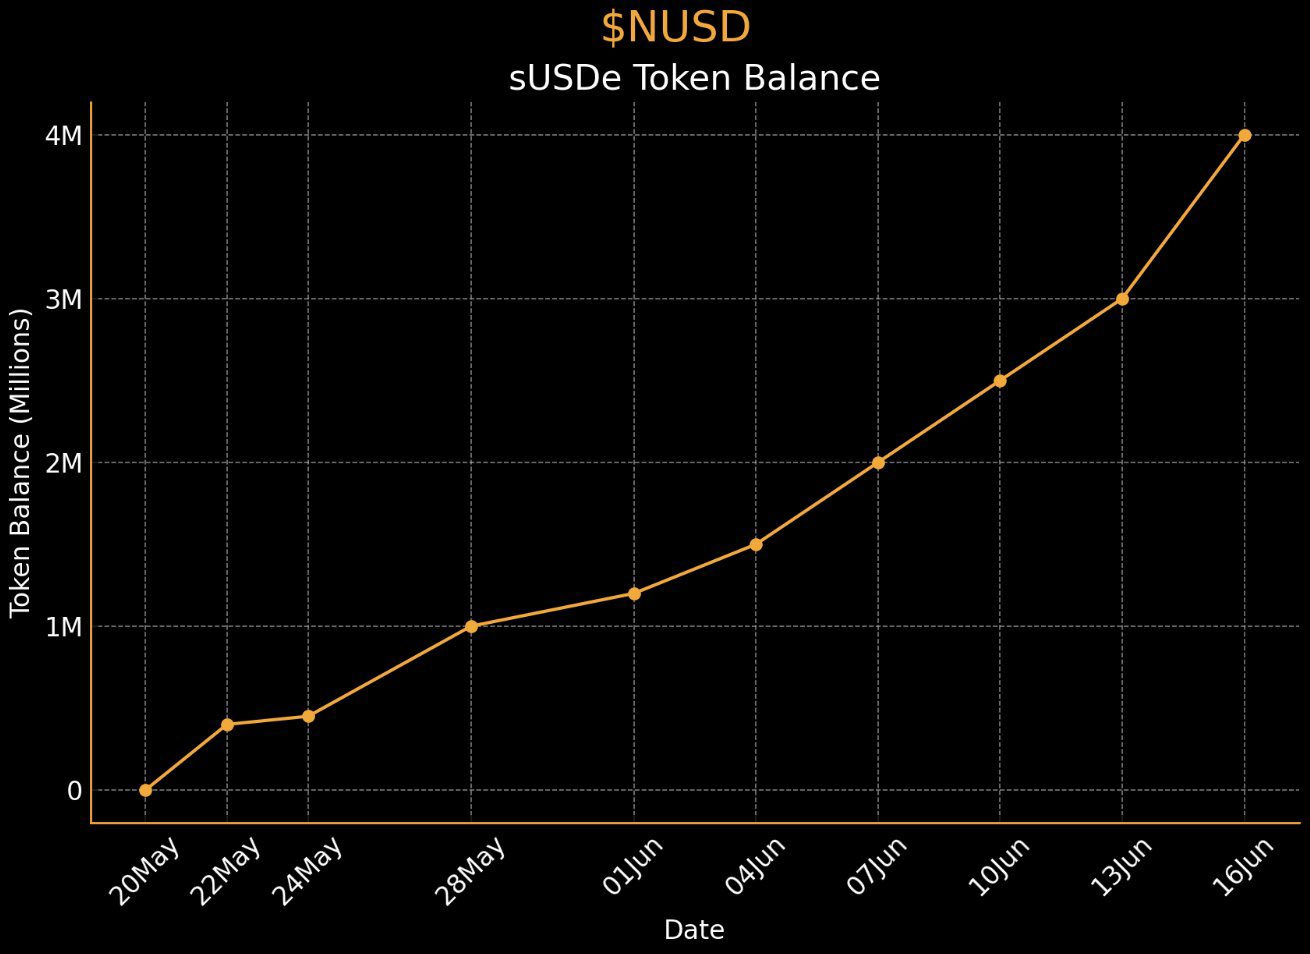 $NUSD
sUSDe Token Balance
Token Balance (Millions)
4M
3M
2M
1M
0
20May
22May
24May
28May
01Jun
04Jun
07Jun
10Jun
13Jun
16Jun
Date